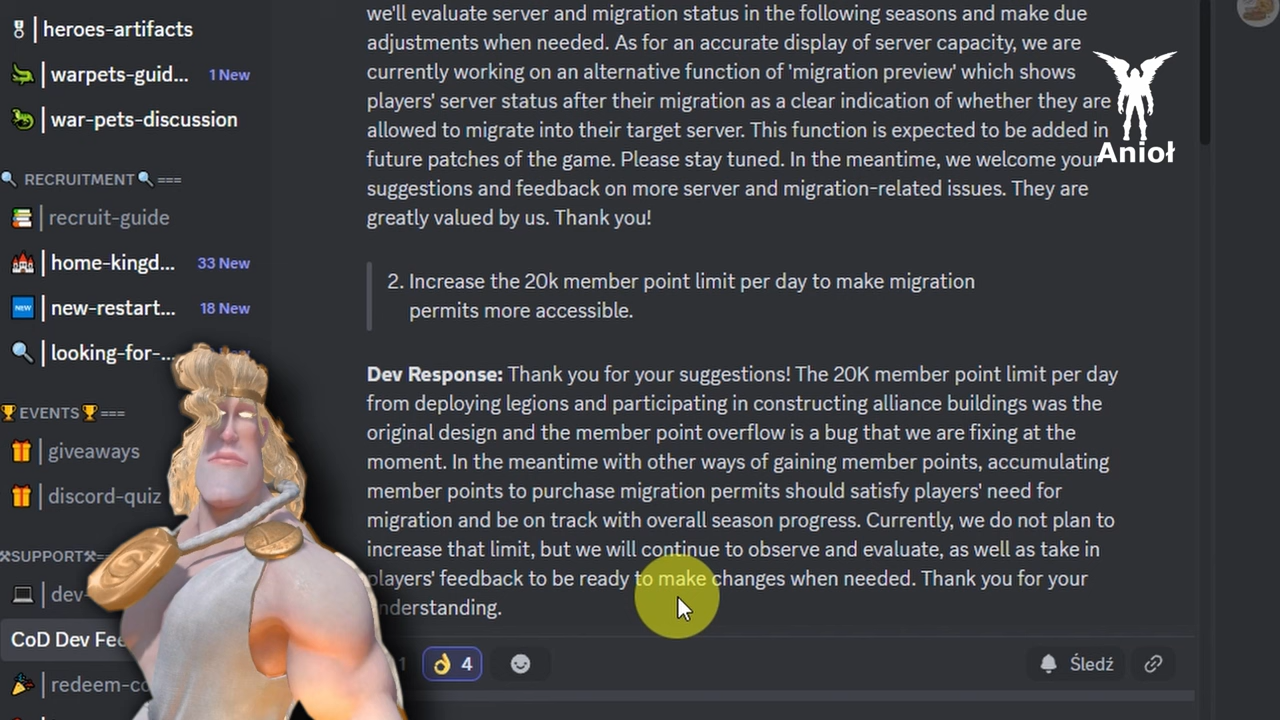 heroes-artifacts
warpets-guid...
1 New
war-pets-discussion
RECRUITMENT ===
recruit-guide
home-kingd...
33 New
NEW
new-restart...
18 New
looking-for-...
EVENTS ===
giveaways
discord-quiz
SUPPORT
dev-
CoD Dev Fee
redeem-co
we'll evaluate server and migration status in the following seasons and make due
adjustments when needed. As for an accurate display of server capacity, we are
currently working on an alternative function of 'migration preview' which shows
players' server status after their migration as a clear indication of whether they are
allowed to migrate into their target server. This function is expected to be added in
future patches of the game. Please stay tuned. In the meantime, we welcome your
suggestions and feedback on more server and migration-related issues. They are
greatly valued by us. Thank you!
2. Increase the 20k member point limit per day to make migration
permits more accessible.
Dev Response: Thank you for your suggestions! The 20K member point limit per day
from deploying legions and participating in constructing alliance buildings was the
original design and the member point overflow is a bug that we are fixing at the
moment. In the meantime with other ways of gaining member points, accumulating
member points to purchase migration permits should satisfy players' need for
migration and be on track with overall season progress. Currently, we do not plan to
increase that limit, but we will continue to observe and evaluate, as well as take in
players' feedback to be ready to make changes when needed. Thank you for your
understanding.
1
4
Śledź
Anioł